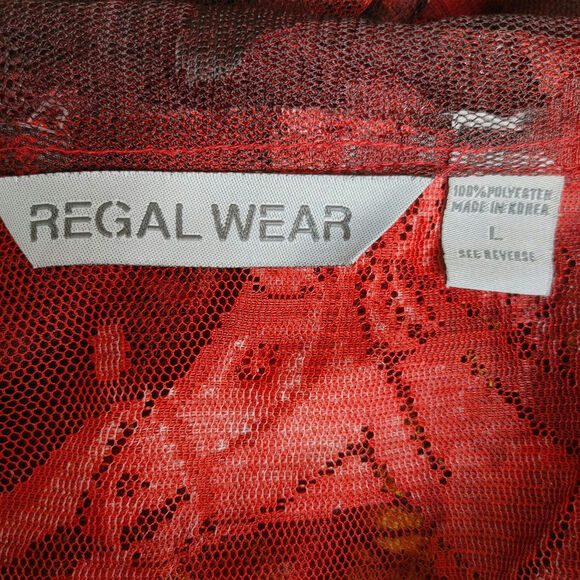 REGAL WEAR
100% POLYESTER
MADE IN KOREA
L
SEE REVERSE